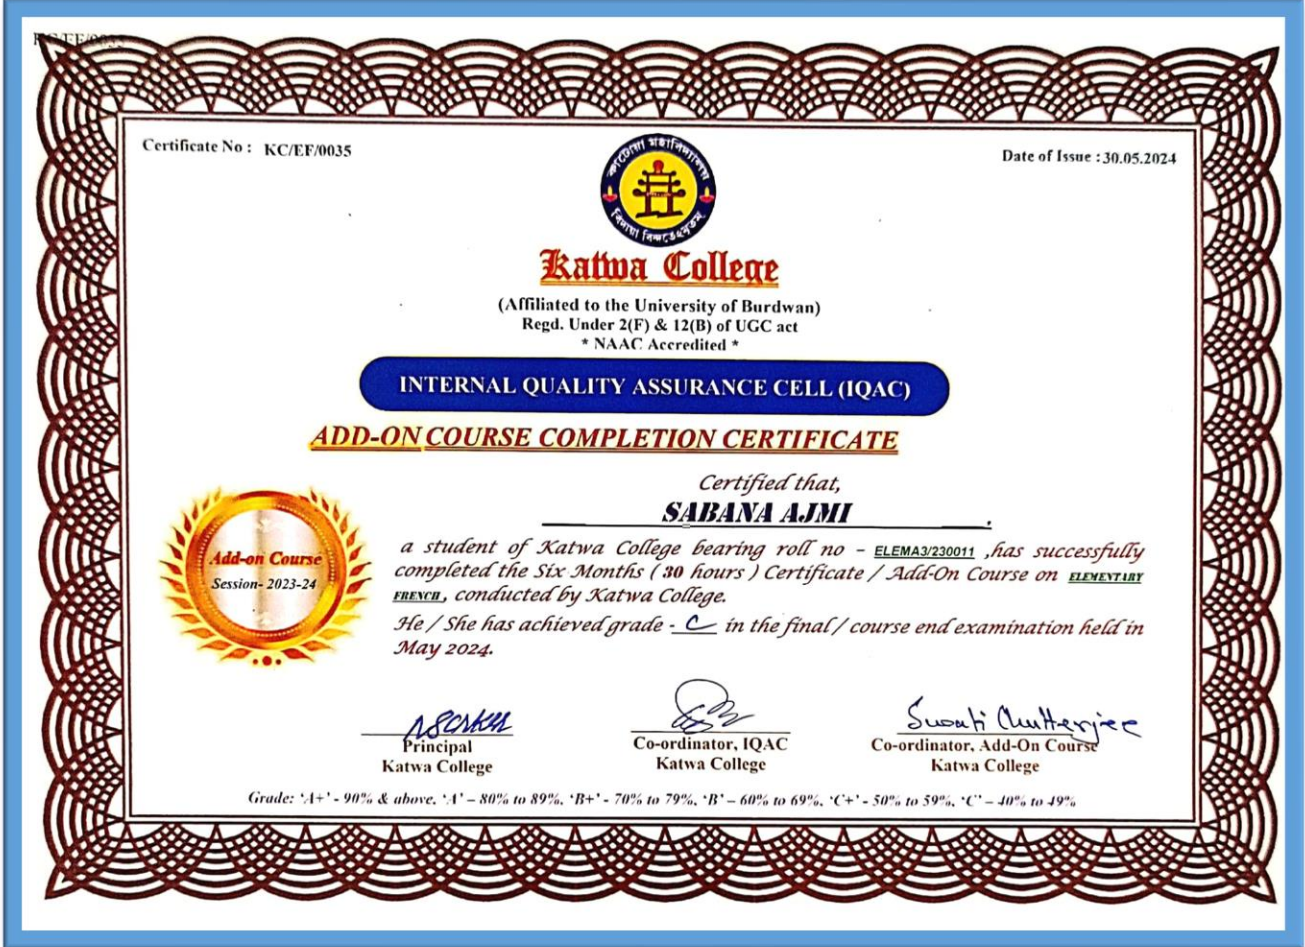 KC/EF/0035
Certificate No : KC/EF/0035
Date of Issue : 30.05.2024
কাটোয়া মহাবিদ্যালয়
Katwa College
(Affiliated to the University of Burdwan)
Regd. Under 2(F) & 12(B) of UGC act
* NAAC Accredited *
INTERNAL QUALITY ASSURANCE CELL (IQAC)
ADD-ON COURSE COMPLETION CERTIFICATE
Certified that,
SABANA AJMI.
Add-on Course
Session- 2023-24
a student of Katwa College bearing roll no – ELEMA3/230011 ,has successfully
completed the Six Months ( 30 hours ) Certificate / Add-On Course on ELEMENTARY
FRENCH, conducted by Katwa College.
He / She has achieved grade - C in the final / course end examination held in
May 2024.
Swati Chatterjee
Principal
Katwa College
Co-ordinator, IQAC
Katwa College
Co-ordinator, Add-On Course
Katwa College
Grade: 'A+' - 90% & above, 'A' – 80% to 89%, 'B+' - 70% to 79%, 'B' – 60% to 69%, 'C+' - 50% to 59%, 'C' – 40% to 49%